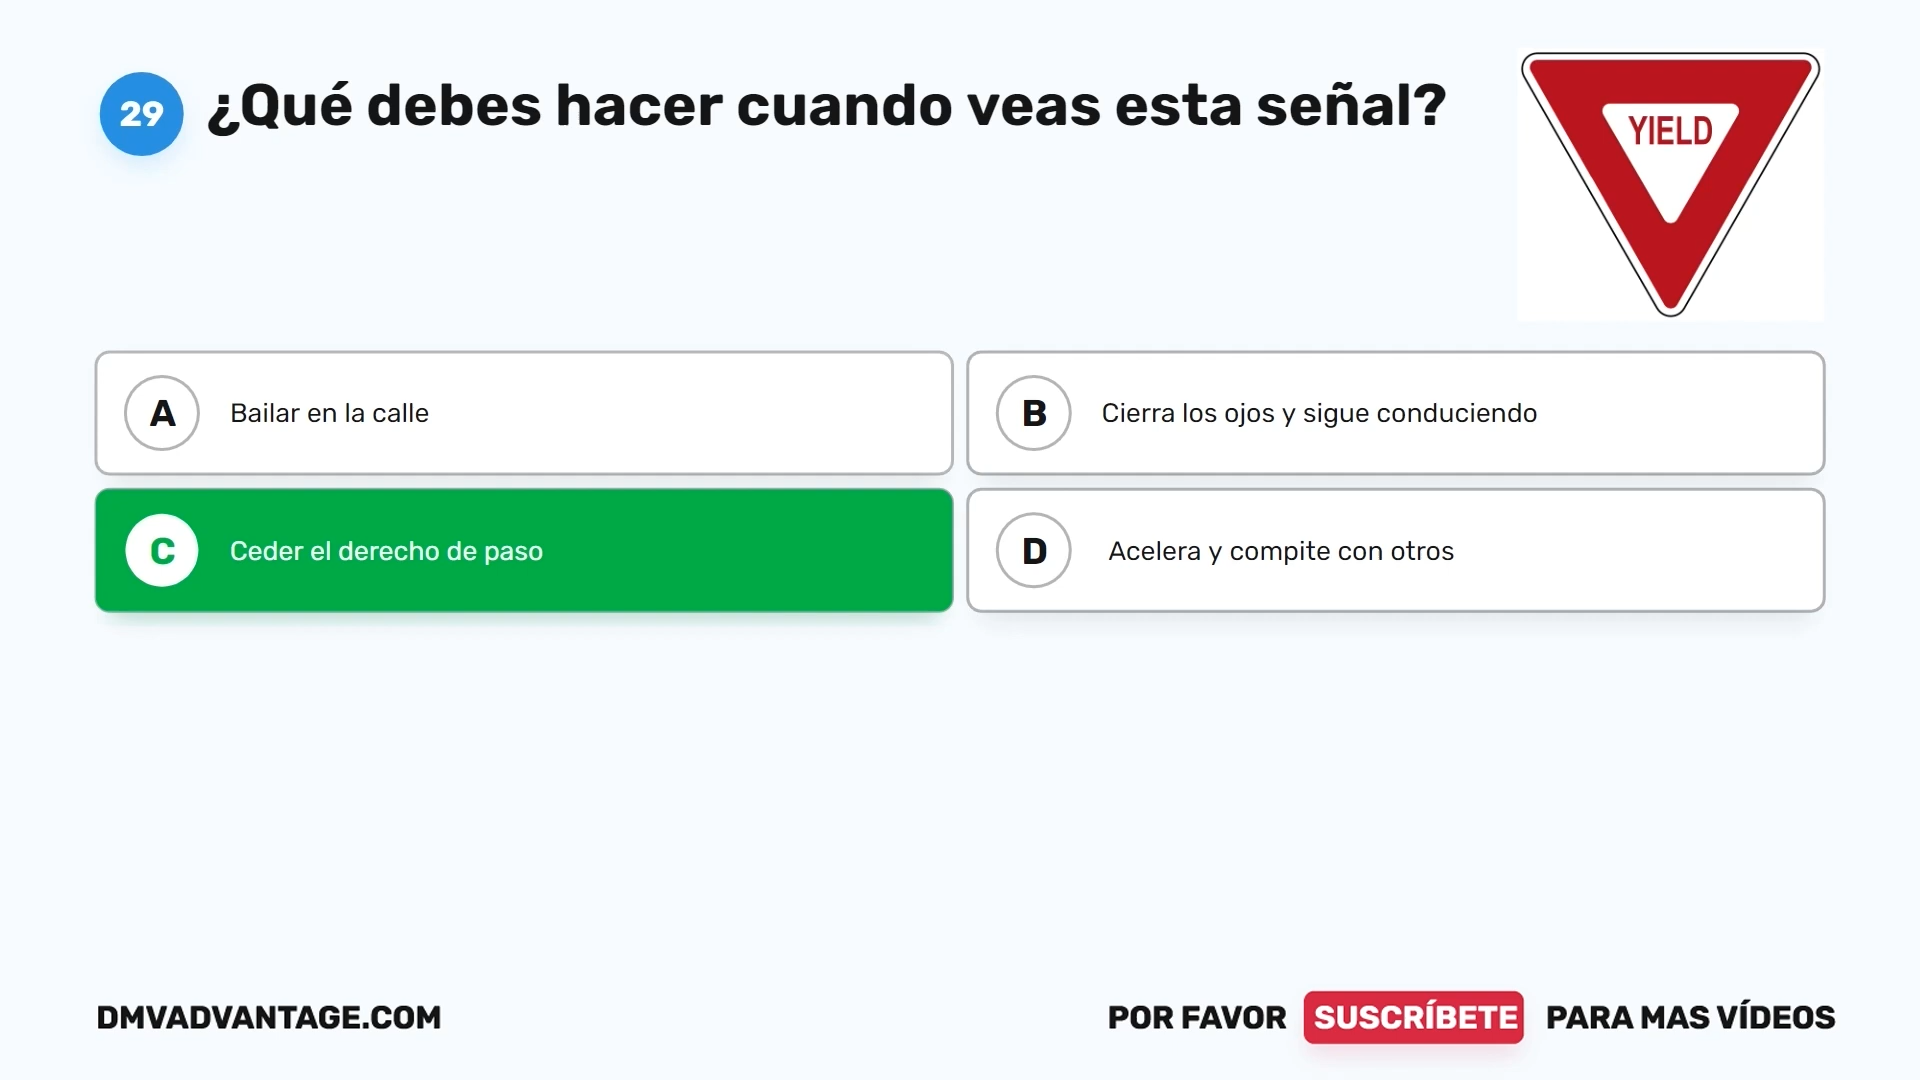 29
¿Qué debes hacer cuando veas esta señal?
YIELD
A
Bailar en la calle
B
Cierra los ojos y sigue conduciendo
C
Ceder el derecho de paso
D
Acelera y compite con otros
DMVADVANTAGE.COM
POR FAVOR SUSCRÍBETE PARA MAS VÍDEOS